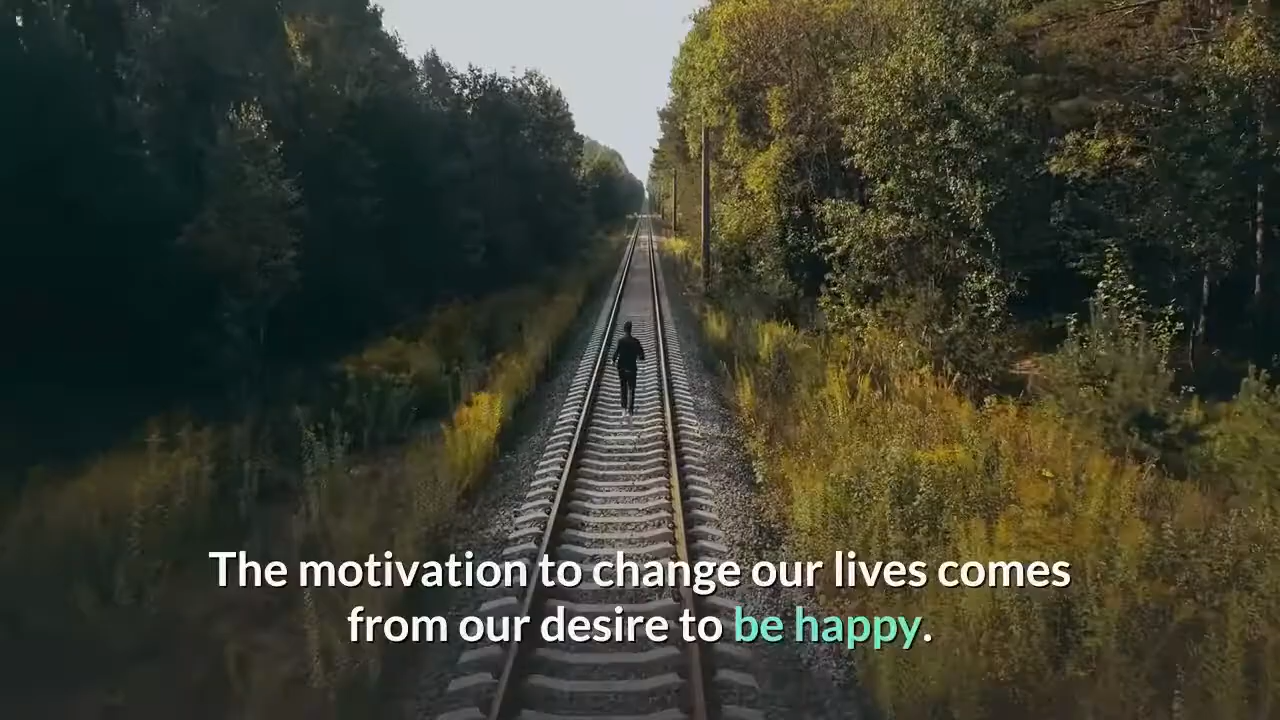 The motivation to change our lives comes
from our desire to be happy.